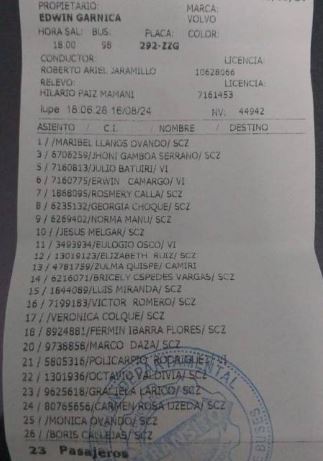 PROPIETARIO: MARCA:
EDWIN GARNICA VOLVO
HORA SAL: BUS: PLACA: COLOR:
18.00 98 292-ZZG
CONDUCTOR LICENCIA:
ROBERTO ARIEL JARAMILLO 10628066
RELEVO: LICENCIA:
HILARIO PAIZ MAMANI 7161453
lupe 18:06:28 16/08/24 NV: 44942
ASIENTO / C.I. / NOMBRE / DESTINO
1 / /MARIBEL LLANOS OVANDO/ SCZ
3 / 6706259/JHONI GAMBOA SERRANO/ SCZ
5 / 7160813/JULIO BATUIRI/ VI
6 / 7160775/ERWIN CAMARGO/ VI
7 / 1868095/ROSMERY CALLA/ SCZ
8 / 6235132/GEORGIA CHOQUE/ SCZ
9 / 6269402/NORMA MANU/ SCZ
10 / /JESUS MELGAR/ SCZ
11 / 3493934/EULOGIO OSCO/ VI
12 / 13019123/ELIZABETH RUIZ/ SCZ
13 / 4781759/ZULMA QUISPE/ CAMIRI
14 / 6216071/BRICELY CSPEDES VARGAS/ SCZ
15 / 1844089/LUIS MIRANDA/ SCZ
16 / 7199183/VICTOR ROMERO/ SCZ
17 / /VERONICA COLQUE/ SCZ
18 / 8924881/FERMIN IBARRA FLORES/ SCZ
20 / 9736856/MARCO DAZA/ SCZ
21 / 5805316/POLICARPIO RODRIGUEZ/ VI
22 / 1301936/OCTAVIO VALDIVIA/ SCZ
23 / 9625618/GRACIELA LARICO/ SCZ
24 / 80765656/CARMEN ROSA UZEDA/ SCZ
25 / /MONICA OVANDO/ SCZ
26 / /BORIS CALLEJAS/ SCZ
23 Pasajeros